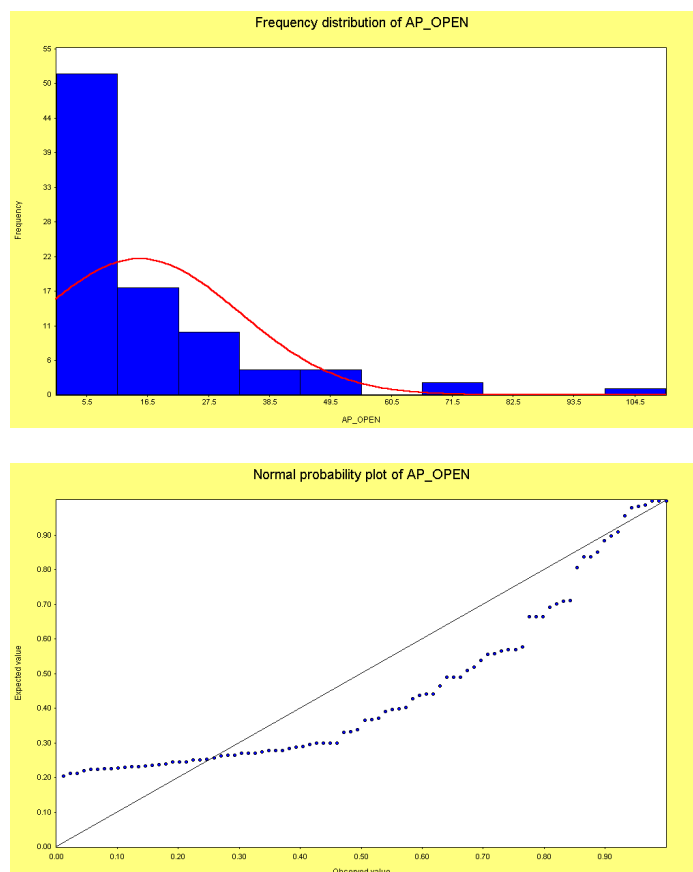 Frequency distribution of AP_OPEN
55
50
44
39
33
28
22
17
11
6
0
Frequency
5.5 16.5 27.5 38.5 49.5 60.5 71.5 82.5 93.5 104.5
AP_OPEN
Normal probability plot of AP_OPEN
0.90
0.80
0.70
0.60
0.50
0.40
0.30
0.20
0.10
0.00
Expected value
0.00 0.10 0.20 0.30 0.40 0.50 0.60 0.70 0.80 0.90
Observed value